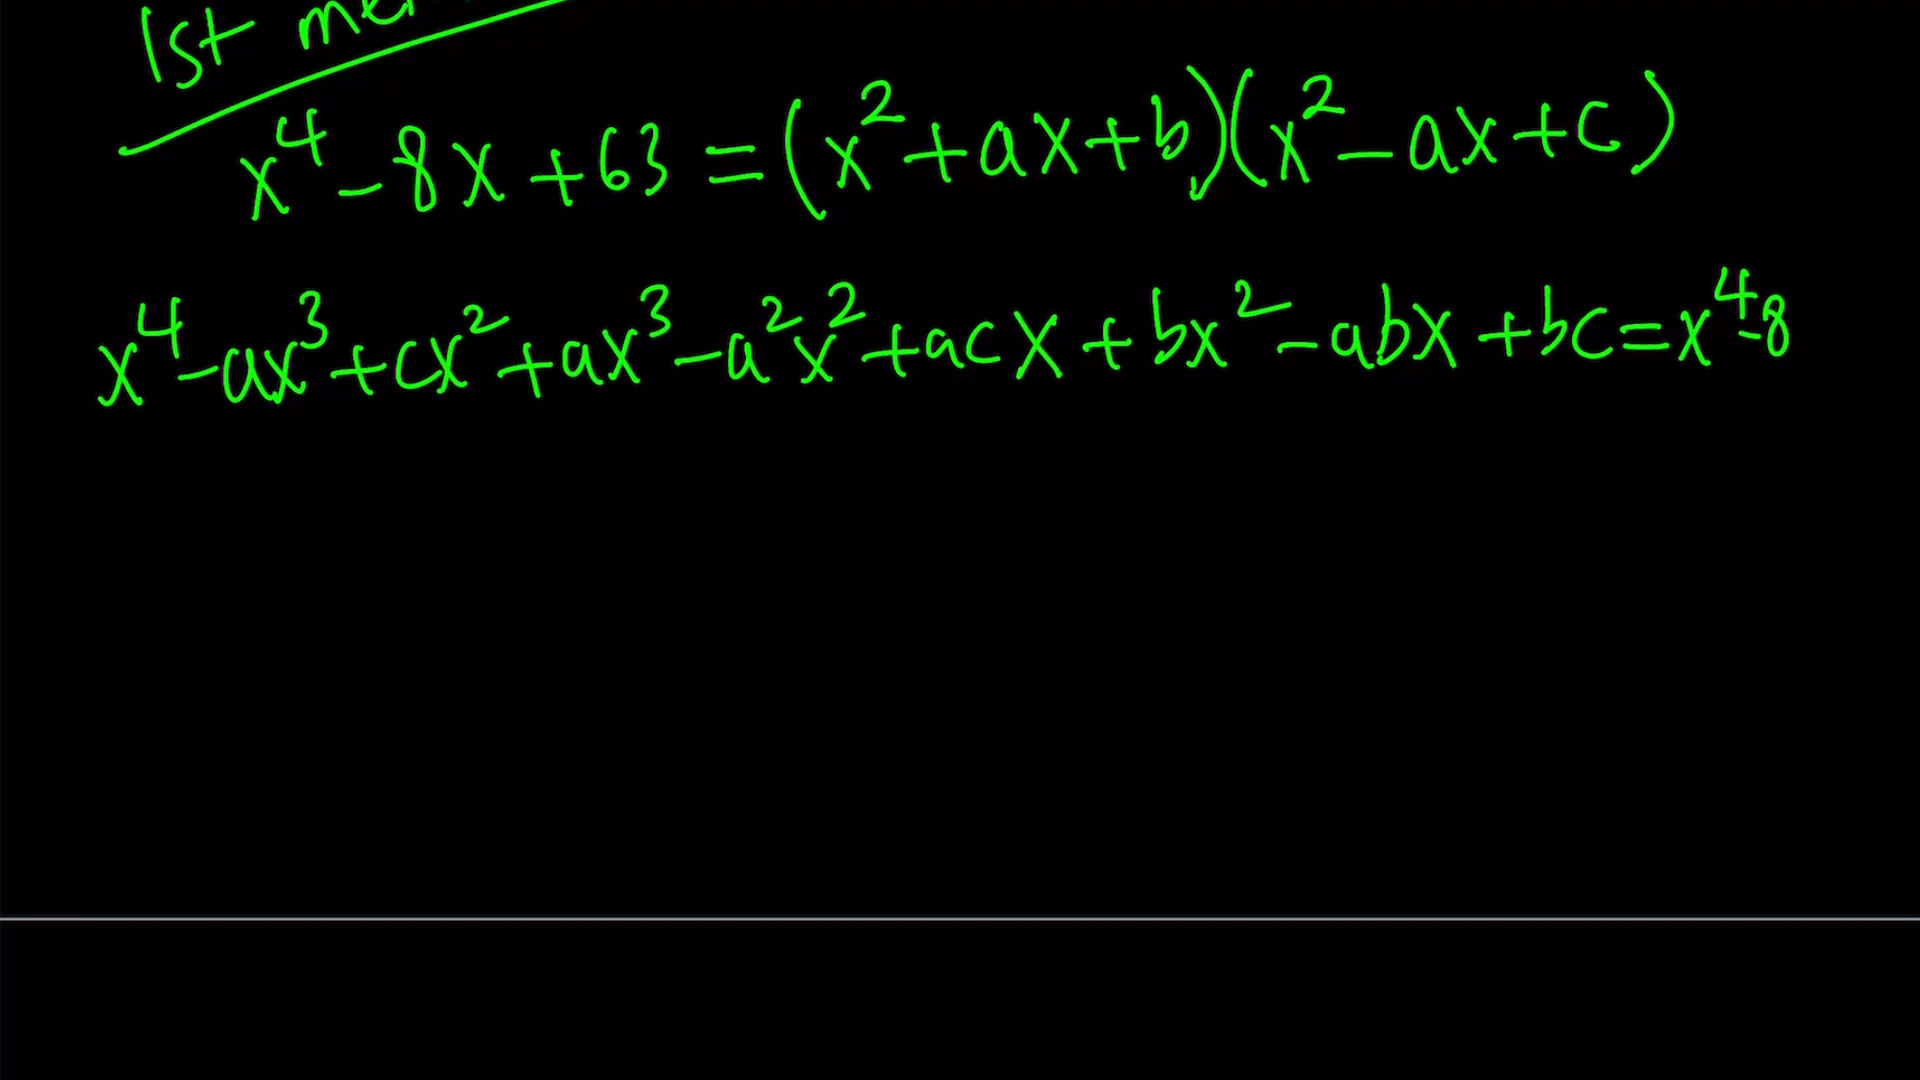 1st
x⁴-8x+63=(x²+ax+b)(x²-ax+c)
x⁴-ax³+cx²+ax³-a²x²+acx+bx²-abx+bc=x⁴-8